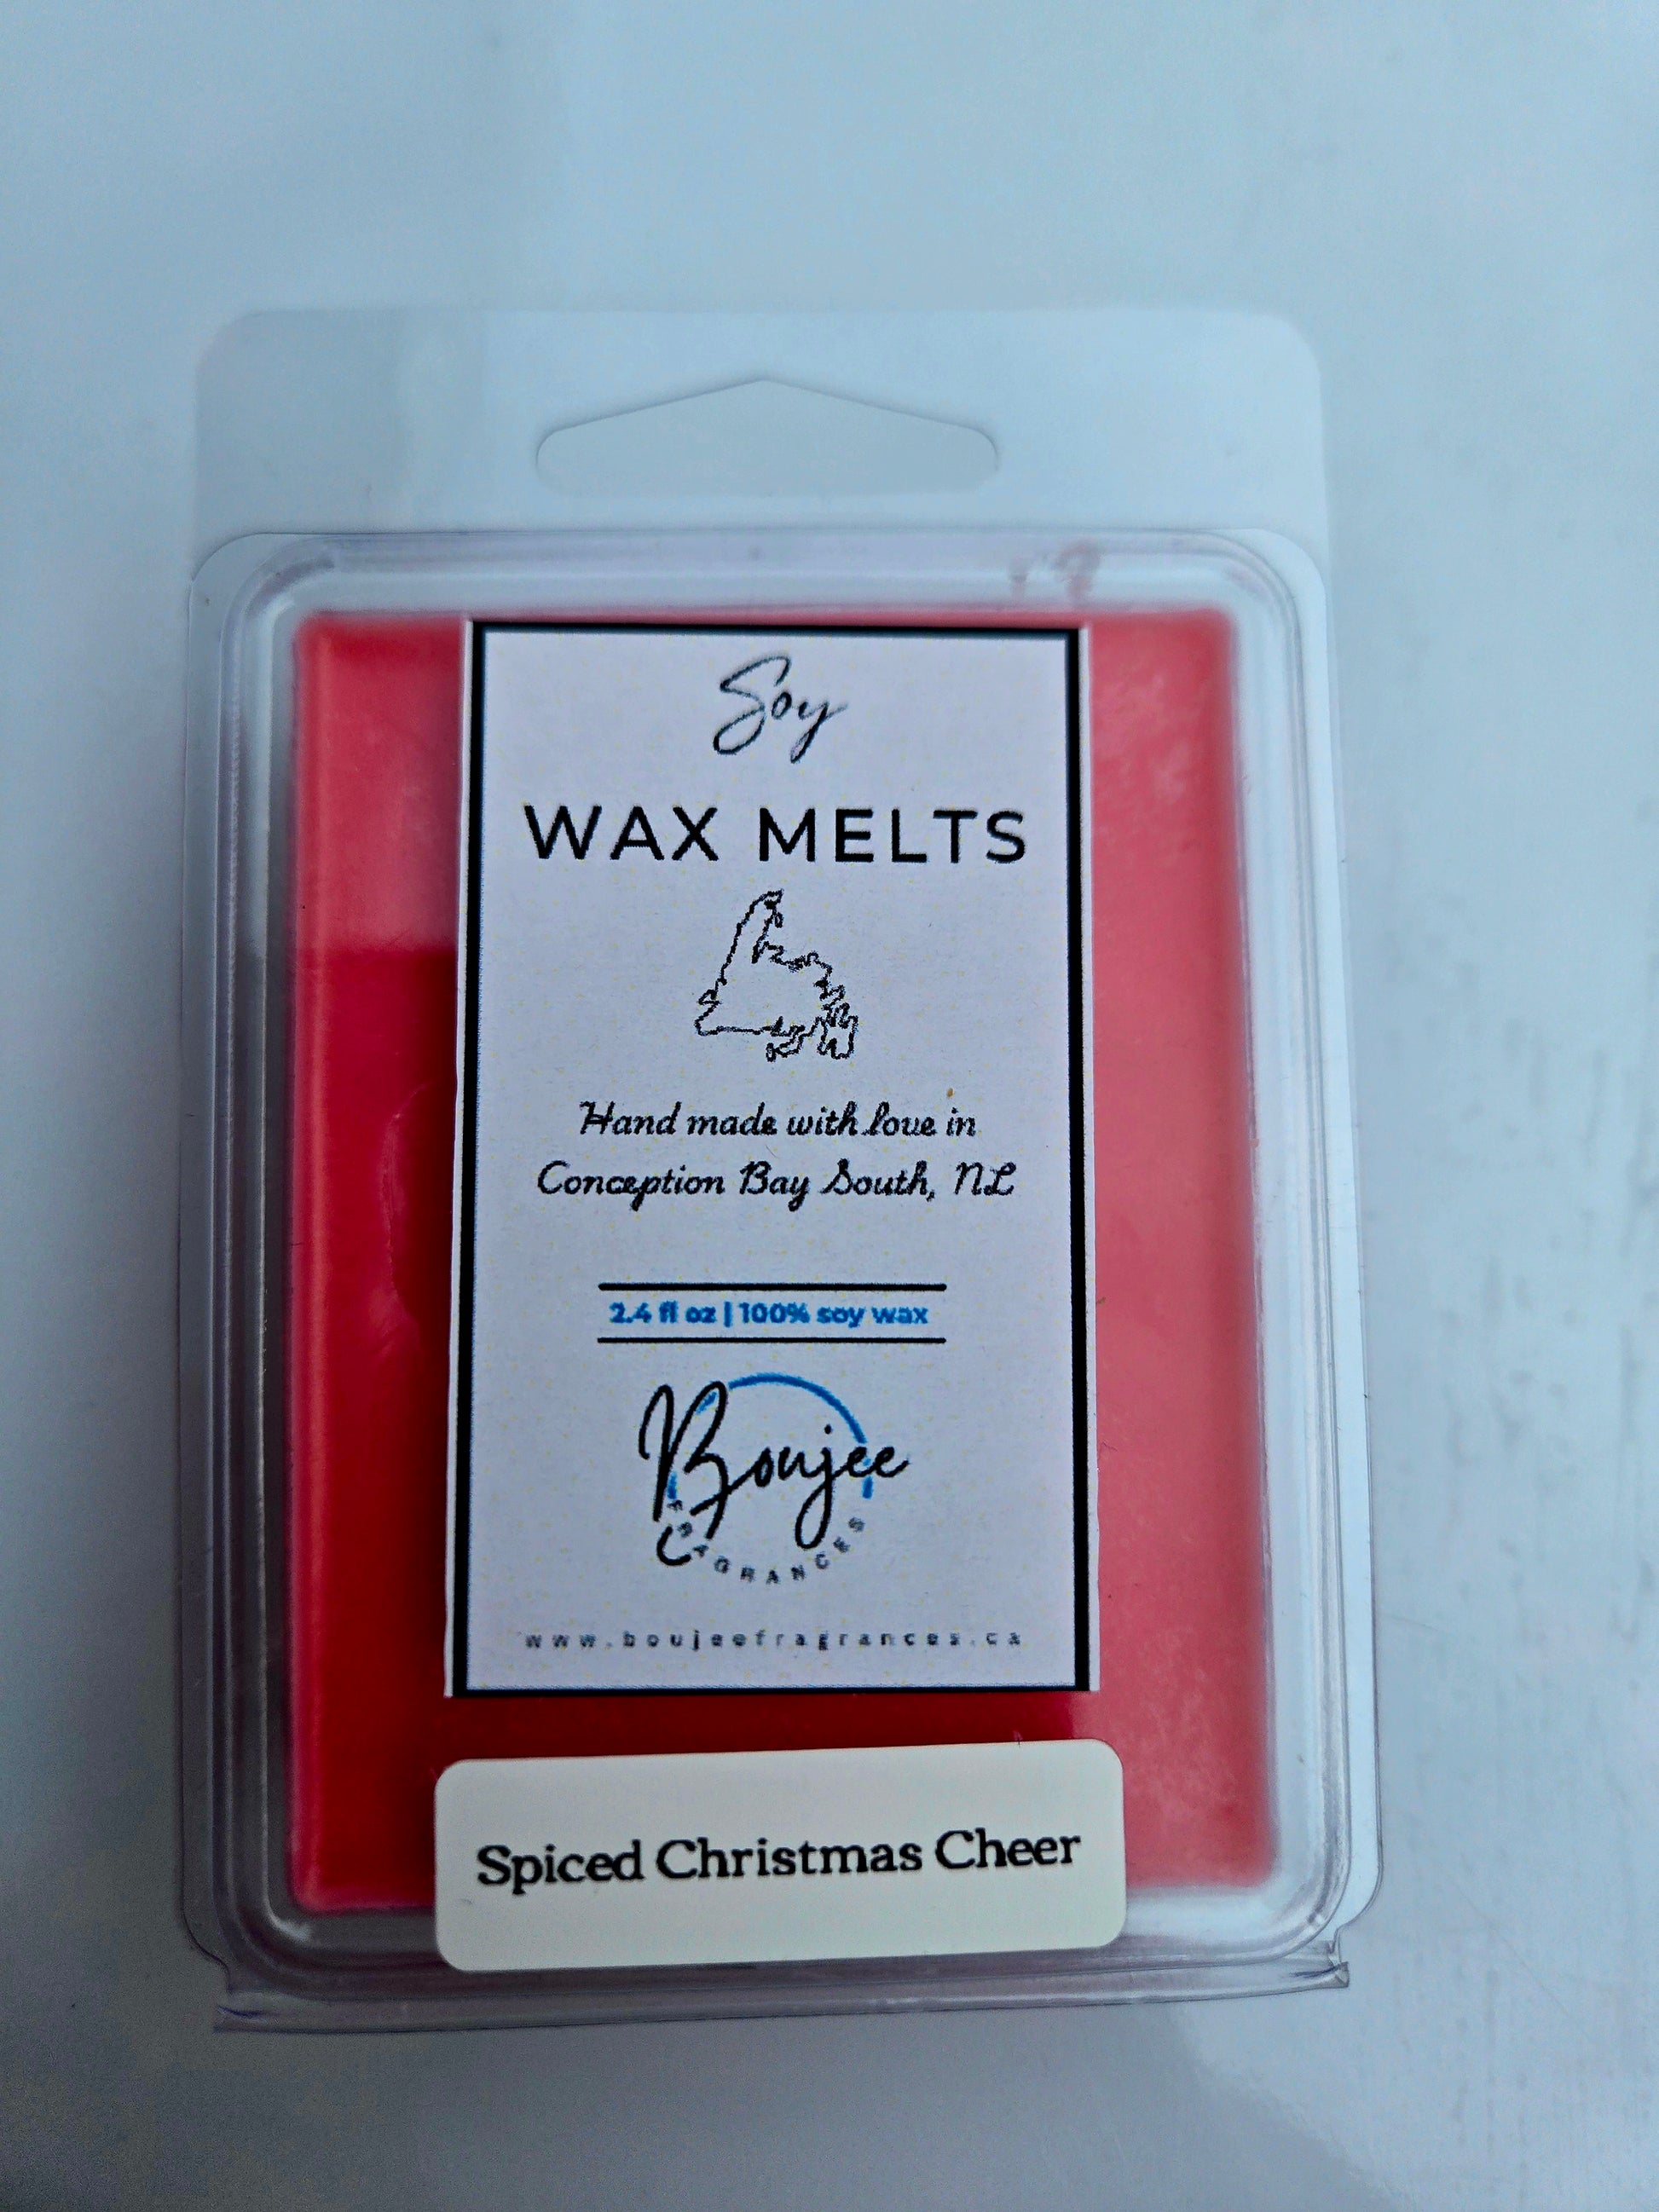 Soy
WAX MELTS
Hand made with love in
Conception Bay South, NL
2.4 fl oz | 100% soy wax
Boujee
FRAGRANCES
www.boujeefragrances.ca
Spiced Christmas Cheer